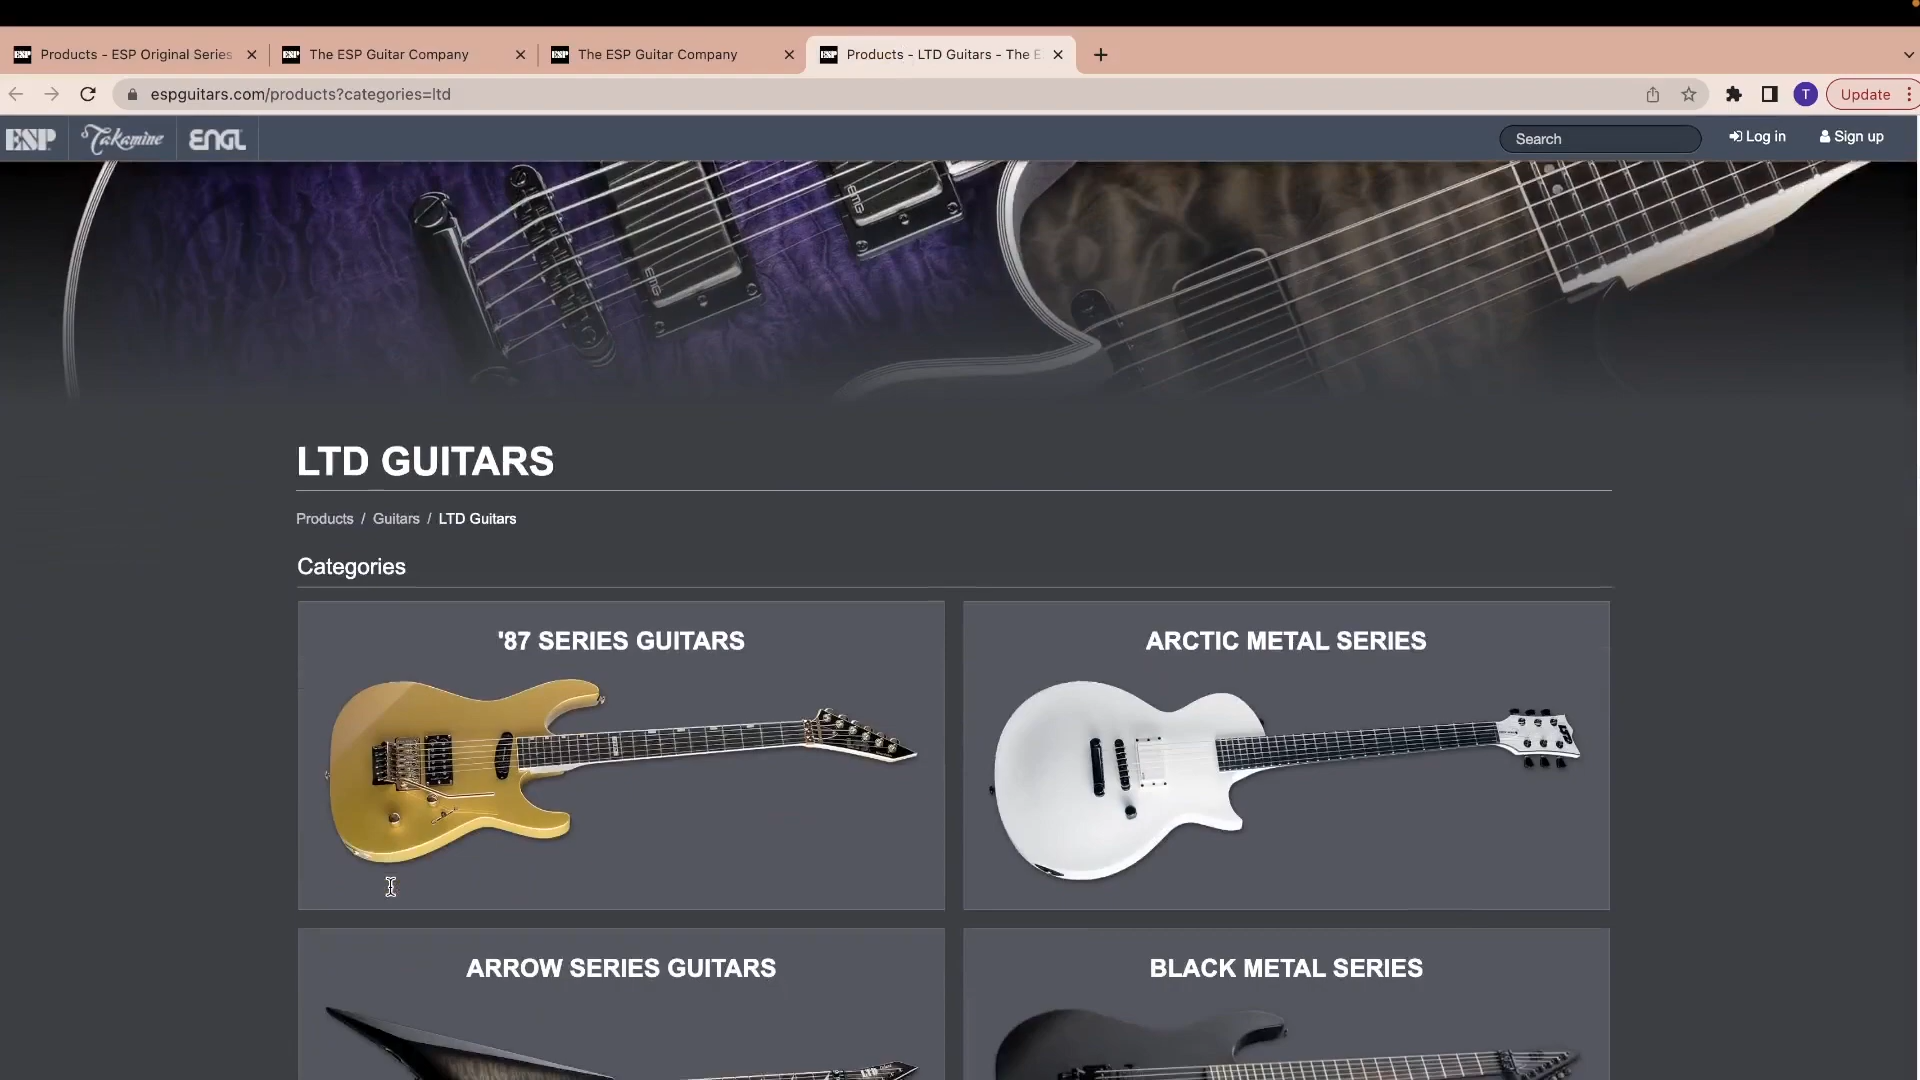 Products - ESP Original Series
The ESP Guitar Company
The ESP Guitar Company
Products - LTD Guitars - The E
espguitars.com/products?categories=ltd
T
Update
ESP
Takamine
ENGL
Search
Log in
Sign up
EMG
EMG
LTD GUITARS
Products / Guitars / LTD Guitars
Categories
'87 SERIES GUITARS
ARCTIC METAL SERIES
ARROW SERIES GUITARS
BLACK METAL SERIES